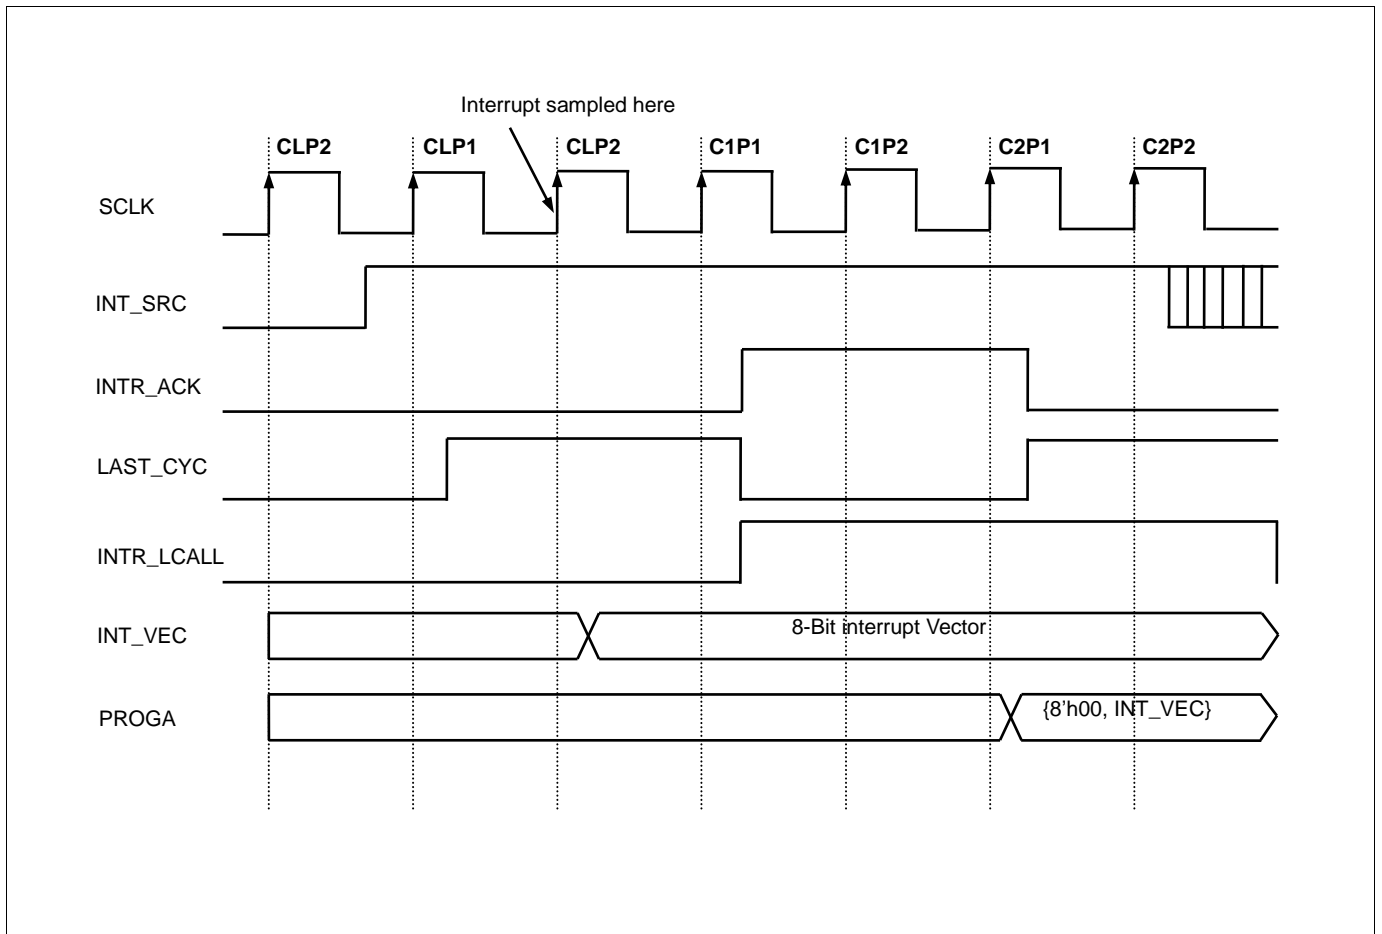 Interrupt sampled here
CLP2 CLP1 CLP2 C1P1 C1P2 C2P1 C2P2
SCLK
INT_SRC
INTR_ACK
LAST_CYC
INTR_LCALL
INT_VEC 8-Bit interrupt Vector
PROGA {8'h00, INT_VEC}